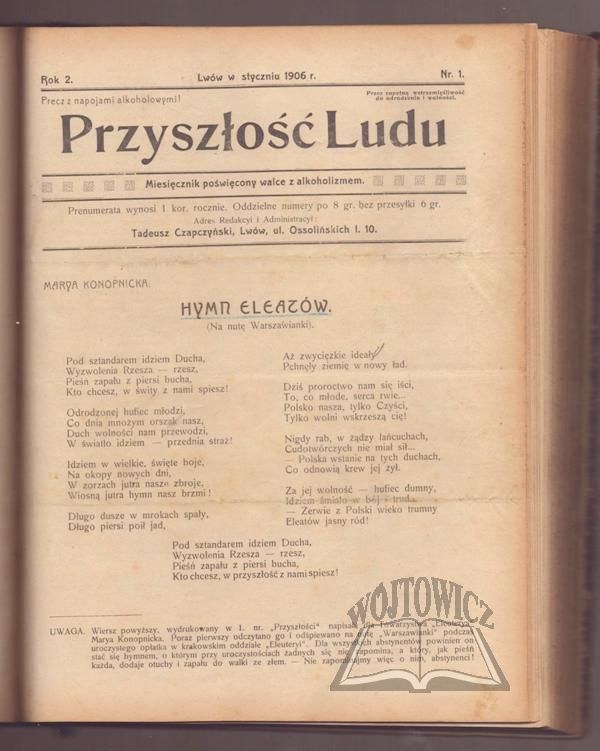 Rok 2.
Lwów w styczniu 1906 r.
Nr. 1.
Precz z napojami alkoholowymi!
Przez zupełną wstrzemięźliwość
do odrodzenia i wolności.
Przyszłość Ludu
Miesięcznik poświęcony walce z alkoholizmem.
Prenumerata wynosi 1 kor. rocznie. Oddzielne numery po 8 gr. bez przesyłki 6 gr.
Adres Redakcyi i Administracyi:
Tadeusz Czapczyński, Lwów, ul. Ossolińskich l. 10.
MARYA KONOPNICKA.
HYMN ELEATÓW.
(Na nutę Warszawianki).
Pod sztandarem idziem Ducha,
Wyzwolenia Rzesza — rzesz,
Pieśń zapału z piersi bucha,
Kto chcesz, w świty z nami spiesz!
Odrodzonej hufiec młodzi,
Co dnia mnożym orszak nasz,
Duch wolności nam przewodzi,
W światło idziem — przednia straż!
Idziem w wielkie, święte boje,
Na okopy nowych dni,
W zorzach jutra nasze zbroje,
Wiosną jutra hymn nasz brzmi!
Długo dusze w mrokach spały,
Długo piersi poił jad,
Aż zwycięzkie ideały
Pchnęły ziemię w nowy ład.
Dziś proroctwo nam się iści,
To, co młode, serca rwie...
Polsko nasza, tylko Czyści,
Tylko wolni wskrzeszą cię!
Nigdy rab, w żądzy łańcuchach,
Cudotwórczych nie miał sił...
— Polska wstanie na tych duchach,
Co odnowią krew jej żył.
Za jej wolność — hufiec dumny,
Idziem śmiało w bój i trud...
— Zerwie z Polski wieko trumny
Eleatów jasny ród!
Pod sztandarem idziem Ducha,
Wyzwolenia Rzesza — rzesz,
Pieśń zapału z piersi bucha,
Kto chcesz, w przyszłość z nami spiesz!
UWAGA. Wiersz powyższy, wydrukowany w 1. nr. „Przyszłości" napisała dla Towarzystwa „Eleuterya"
Marya Konopnicka. Poraz pierwszy odczytano go i odśpiewano na nutę „Warszawianki" podczas
uroczystego opłatka w krakowskim oddziale „Eleuteryi". Dla wszystkich abstynentów powinien on
stać się hymnem, o którym przy uroczystościach żadnych się nie zapomina, a który, jak pieśń
każda, dodaje otuchy i zapału do walki ze złem. — Nie zapominajmy więc o nim, abstynenci!
WÓJTOWICZ